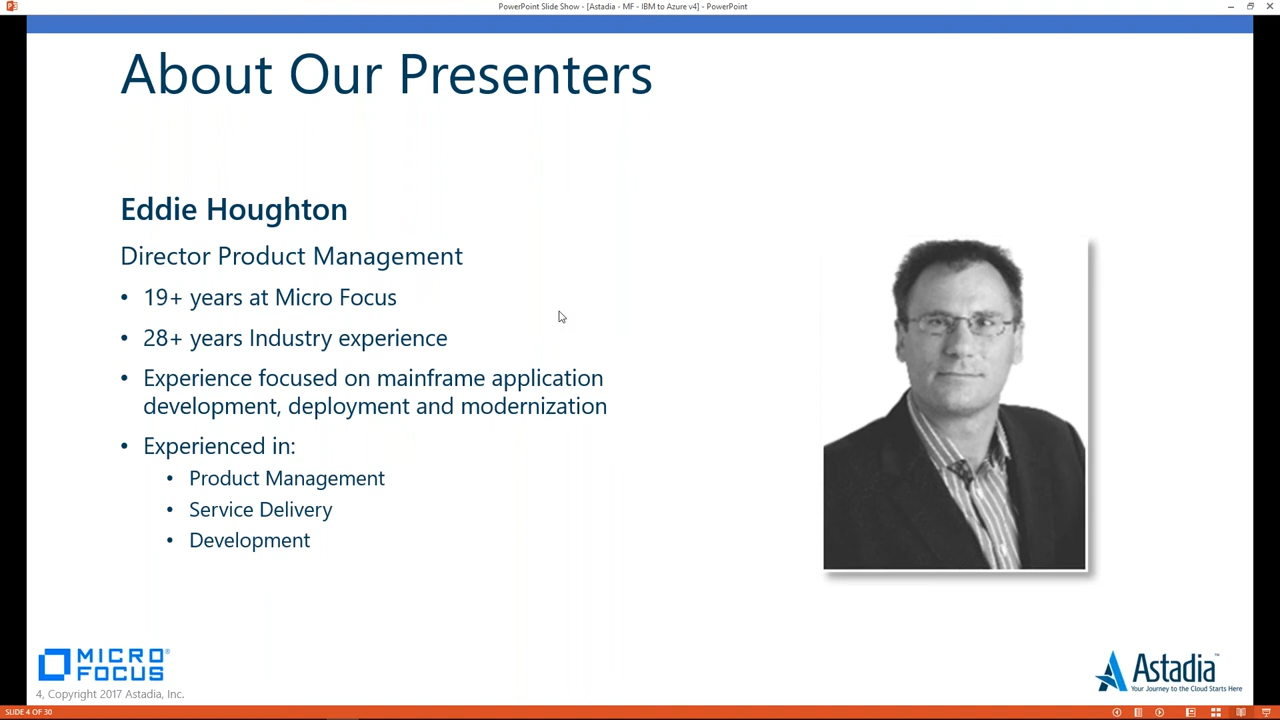 PowerPoint Slide Show - [Astadia - MF - IBM to Azure v4] - PowerPoint
About Our Presenters
Eddie Houghton
Director Product Management
• 19+ years at Micro Focus
• 28+ years Industry experience
• Experience focused on mainframe application
development, deployment and modernization
• Experienced in:
• Product Management
• Service Delivery
• Development
MICRO
FOCUS®
Astadia™
Your Journey to the Cloud Starts Here
4, Copyright 2017 Astadia, Inc.
SLIDE 4 OF 30